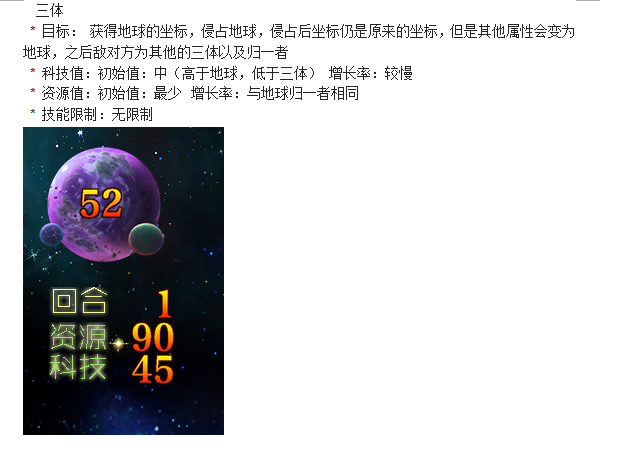 三体
* 目标： 获得地球的坐标，侵占地球，侵占后坐标仍是原来的坐标，但是其他属性会变为
地球，之后敌对方为其他的三体以及归一者
* 科技值：初始值：中（高于地球，低于三体） 增长率：较慢
* 资源值：初始值：最少 增长率：与地球归一者相同
* 技能限制：无限制
52
回合 1
资源 90
科技 45